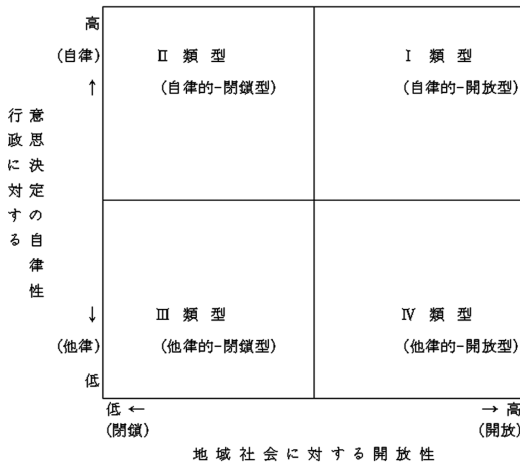 高
(自律)
↑
Ⅱ 類 型
(自律的-閉鎖型)
Ⅰ 類 型
(自律的-開放型)
行政に対する
意思決定の自律性
↓
(他律)
低
Ⅲ 類 型
(他律的-閉鎖型)
Ⅳ 類 型
(他律的-開放型)
低 ←
(閉鎖)
→ 高
(開放)
地 域 社 会 に 対 す る 開 放 性